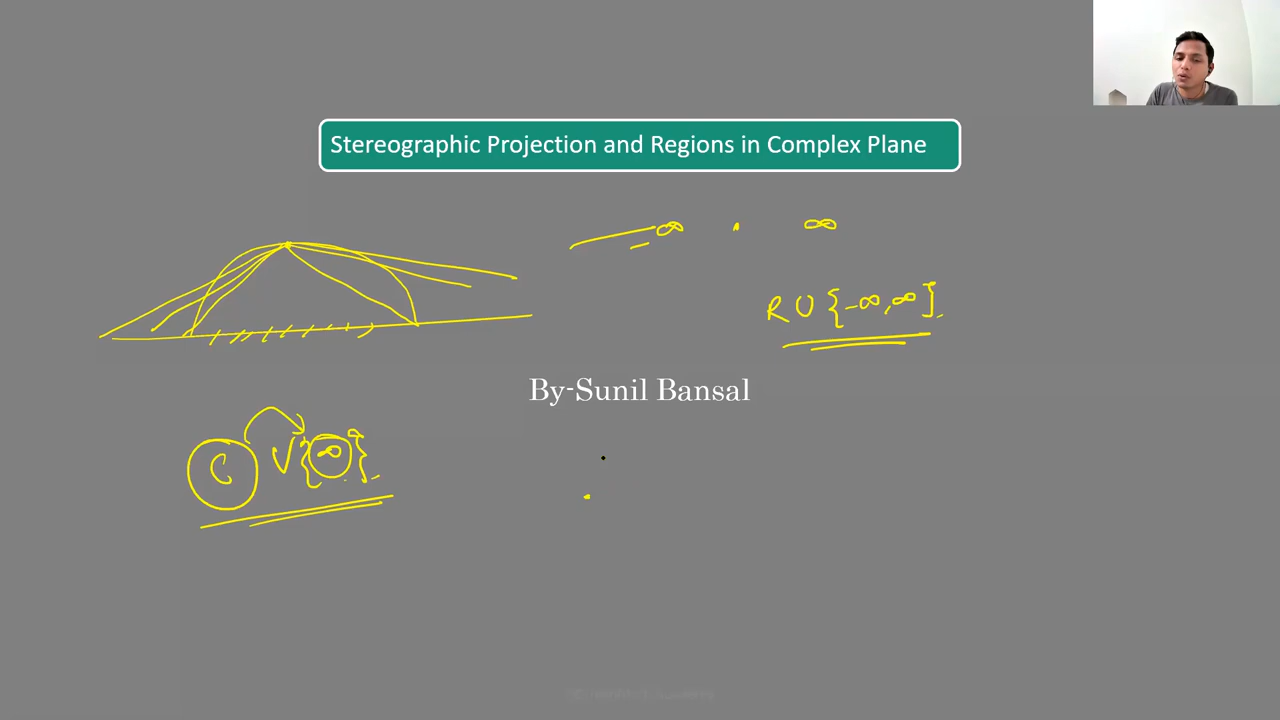 Stereographic Projection and Regions in Complex Plane
∞ . ∞
R ∪ {-∞, ∞}.
By-Sunil Bansal
C ∪ {∞}.